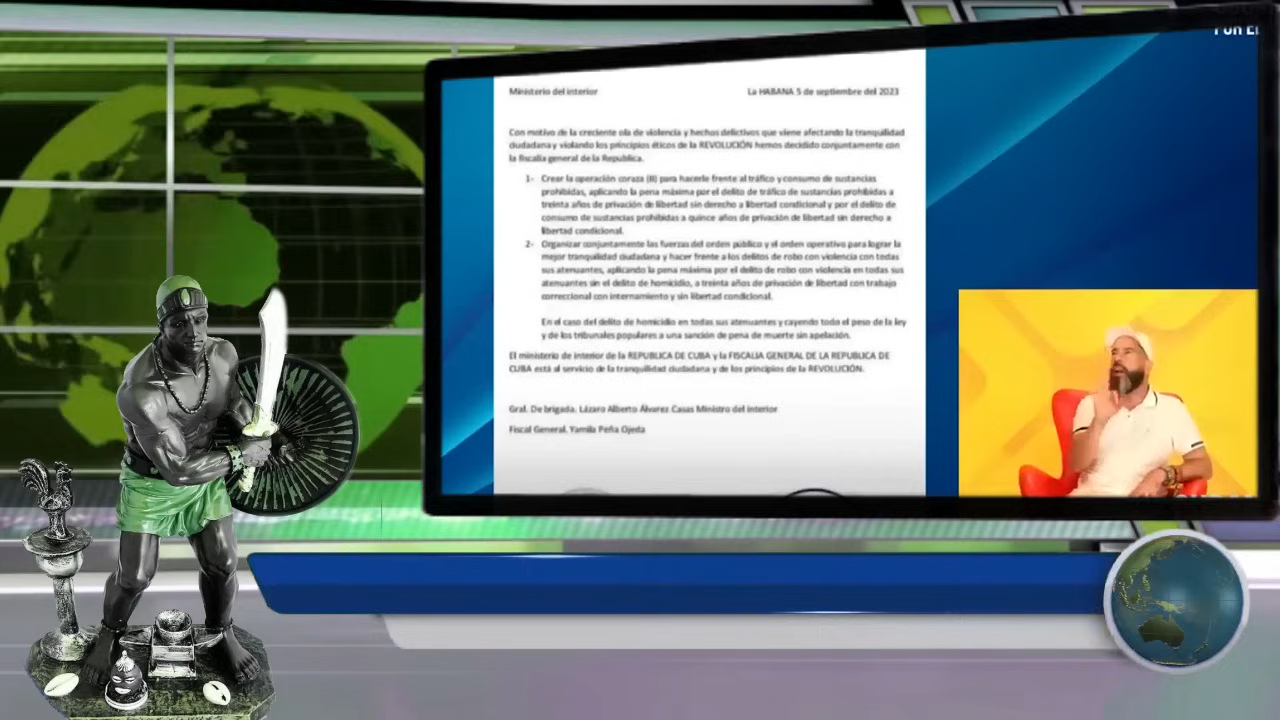 POR EL
Ministerio del interior
La HABANA 5 de septiembre del 2023
Con motivo de la creciente ola de violencia y hechos delictivos que viene afectando la tranquilidad
ciudadana y violando los principios éticos de la REVOLUCIÓN hemos decidido conjuntamente con
la fiscalía general de la Republica.
1- Crear la operación coraza (II) para hacerle frente al tráfico y consumo de sustancias
prohibidas, aplicando la pena máxima por el delito de tráfico de sustancias prohibidas a
treinta años de privación de libertad sin derecho a libertad condicional y por el delito de
consumo de sustancias prohibidas a quince años de privación de libertad sin derecho a
libertad condicional.
2- Organizar conjuntamente las fuerzas del orden público y el orden operativo para lograr la
mejor tranquilidad ciudadana y hacer frente a los delitos de robo con violencia con todas
sus atenuantes, aplicando la pena máxima por el delito de robo con violencia en todas sus
atenuantes sin el delito de homicidio, a treinta años de privación de libertad con trabajo
correccional con internamiento y sin libertad condicional.
En el caso del delito de homicidio en todas sus atenuantes y cayendo todo el peso de la ley
y de los tribunales populares a una sanción de pena de muerte sin apelación.
El ministerio de interior de la REPUBLICA DE CUBA y la FISCALIA GENERAL DE LA REPUBLICA DE
CUBA está al servicio de la tranquilidad ciudadana y de los principios de la REVOLUCIÓN.
Gral. De brigada. Lázaro Alberto Álvarez Casas Ministro del interior
Fiscal General. Yamila Peña Ojeda